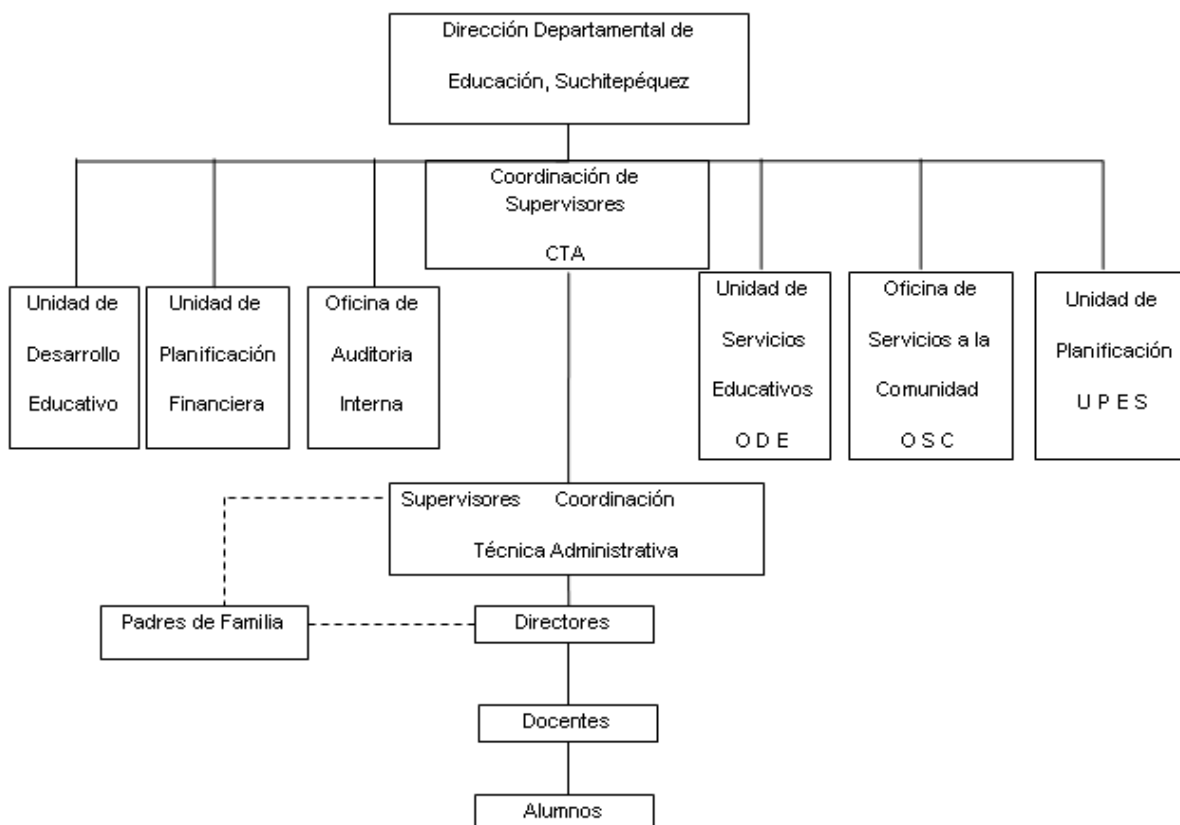 Dirección Departamental de
Educación, Suchitepéquez
Coordinación de
Supervisores
CTA
Unidad de
Desarrollo
Educativo
Unidad de
Planificación
Financiera
Oficina de
Auditoria
Interna
Unidad de
Servicios
Educativos
O D E
Oficina de
Servicios a la
Comunidad
O S C
Unidad de
Planificación
U P E S
Supervisores Coordinación
Técnica Administrativa
Padres de Familia
Directores
Docentes
Alumnos